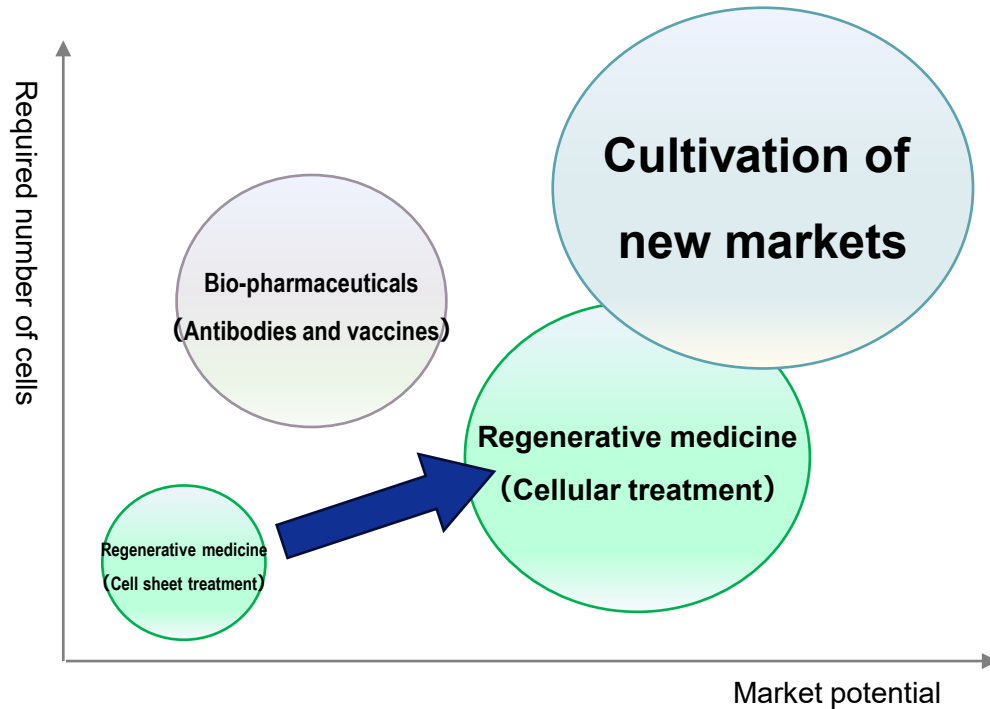 Required number of cells
Cultivation of
new markets
Bio-pharmaceuticals
（Antibodies and vaccines）
Regenerative medicine
（Cellular treatment）
Regenerative medicine
（Cell sheet treatment）
Market potential